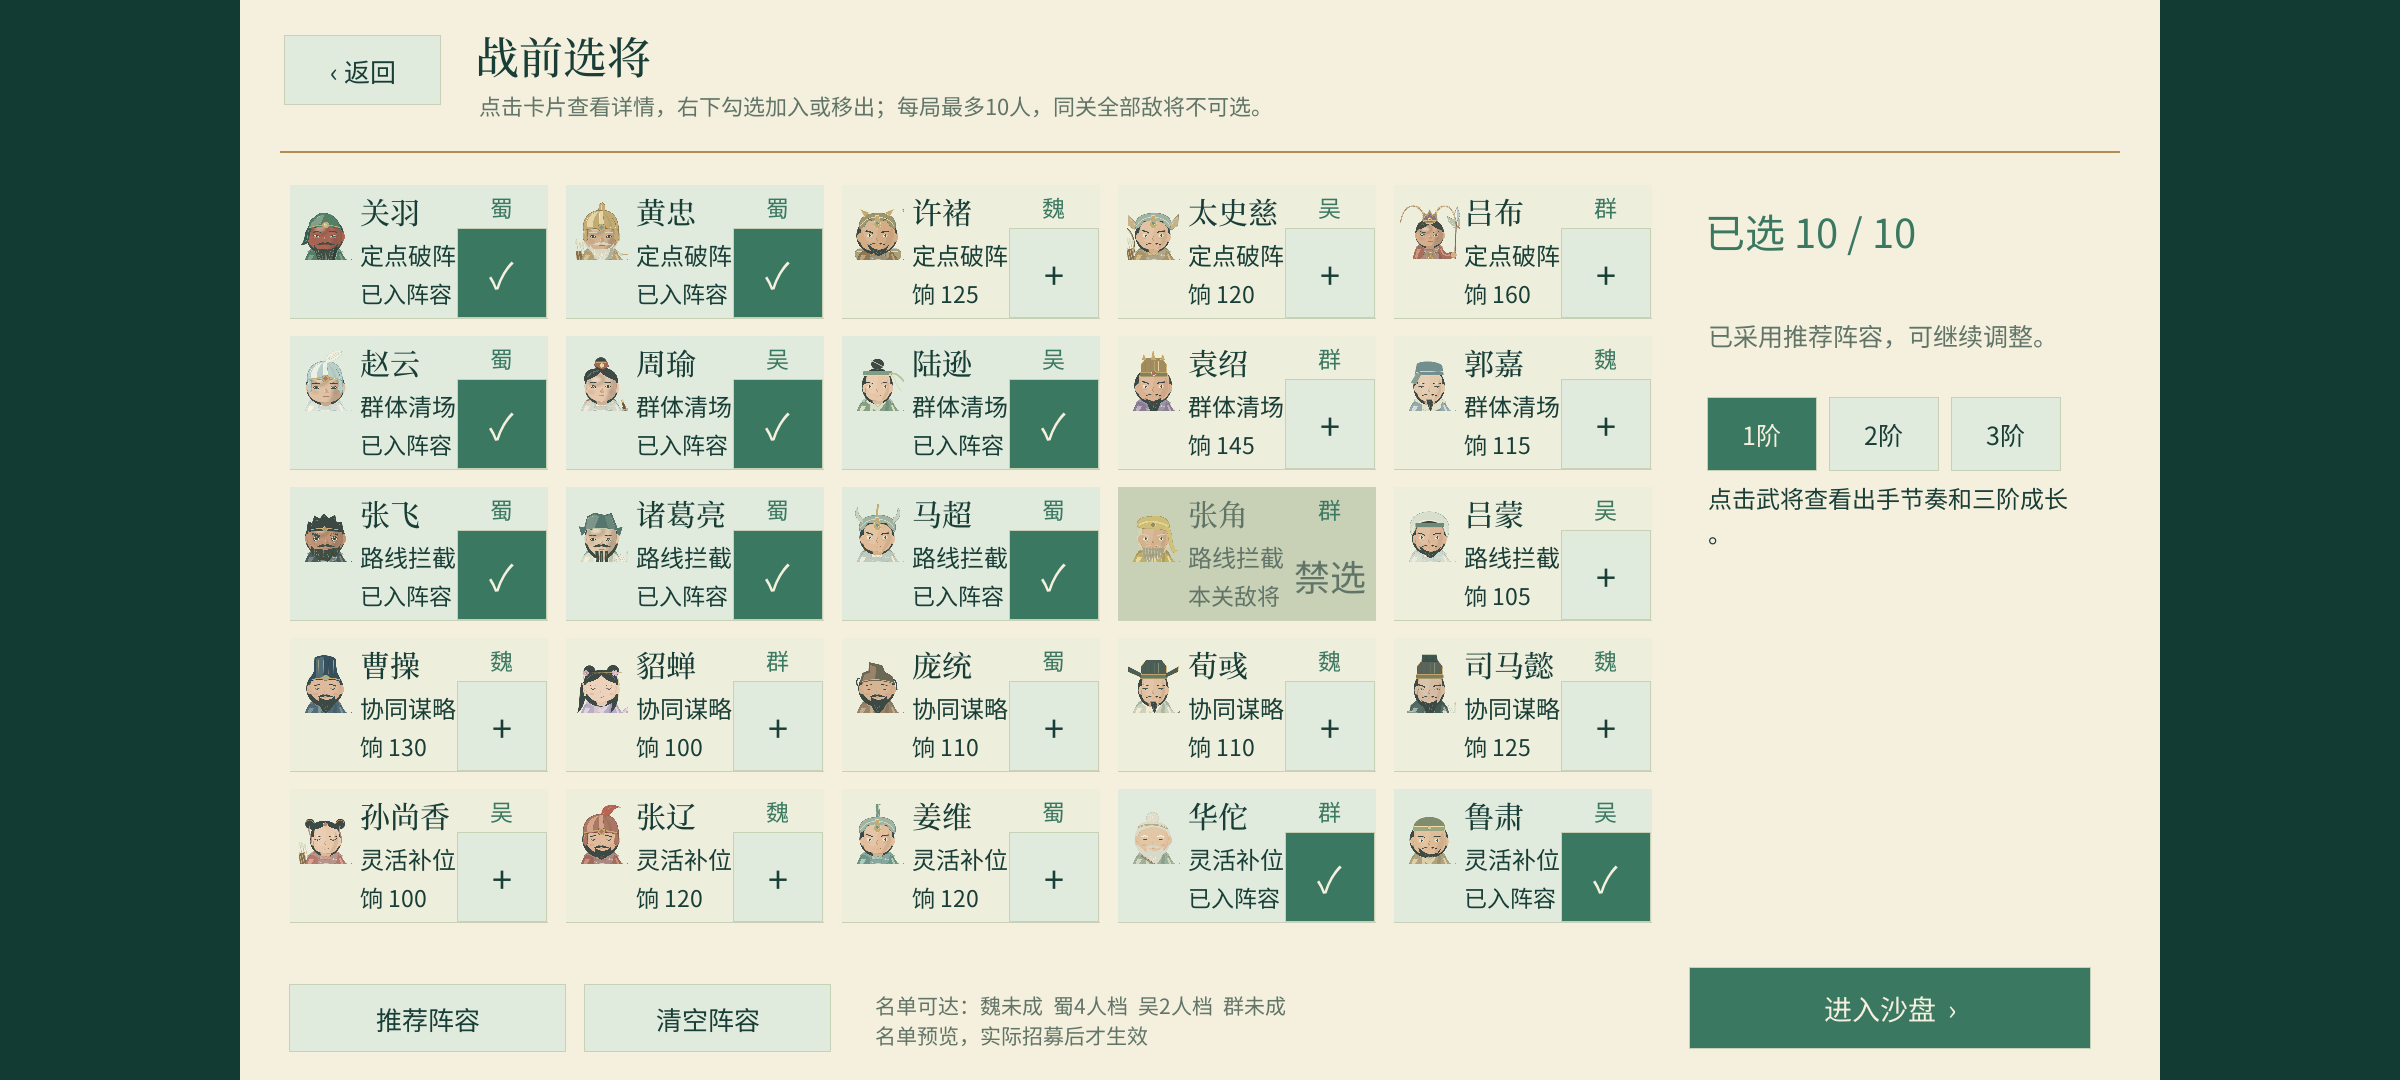 ‹ 返回
战前选将
点击卡片查看详情，右下勾选加入或移出；每局最多10人，同关全部敌将不可选。
关羽 蜀
定点破阵
已入阵容 ✓
黄忠 蜀
定点破阵
已入阵容 ✓
许褚 魏
定点破阵
饷 125 +
太史慈 吴
定点破阵
饷 120 +
吕布 群
定点破阵
饷 160 +
赵云 蜀
群体清场
已入阵容 ✓
周瑜 吴
群体清场
已入阵容 ✓
陆逊 吴
群体清场
已入阵容 ✓
袁绍 群
群体清场
饷 145 +
郭嘉 魏
群体清场
饷 115 +
张飞 蜀
路线拦截
已入阵容 ✓
诸葛亮 蜀
路线拦截
已入阵容 ✓
马超 蜀
路线拦截
已入阵容 ✓
张角 群
路线拦截
本关敌将 禁选
吕蒙 吴
路线拦截
饷 105 +
曹操 魏
协同谋略
饷 130 +
貂蝉 群
协同谋略
饷 100 +
庞统 蜀
协同谋略
饷 110 +
荀彧 魏
协同谋略
饷 110 +
司马懿 魏
协同谋略
饷 125 +
孙尚香 吴
灵活补位
饷 100 +
张辽 魏
灵活补位
饷 120 +
姜维 蜀
灵活补位
饷 120 +
华佗 群
灵活补位
已入阵容 ✓
鲁肃 吴
灵活补位
已入阵容 ✓
已选 10 / 10
已采用推荐阵容，可继续调整。
1阶 2阶 3阶
点击武将查看出手节奏和三阶成长
。
推荐阵容
清空阵容
名单可达：魏未成 蜀4人档 吴2人档 群未成
名单预览，实际招募后才生效
进入沙盘 ›